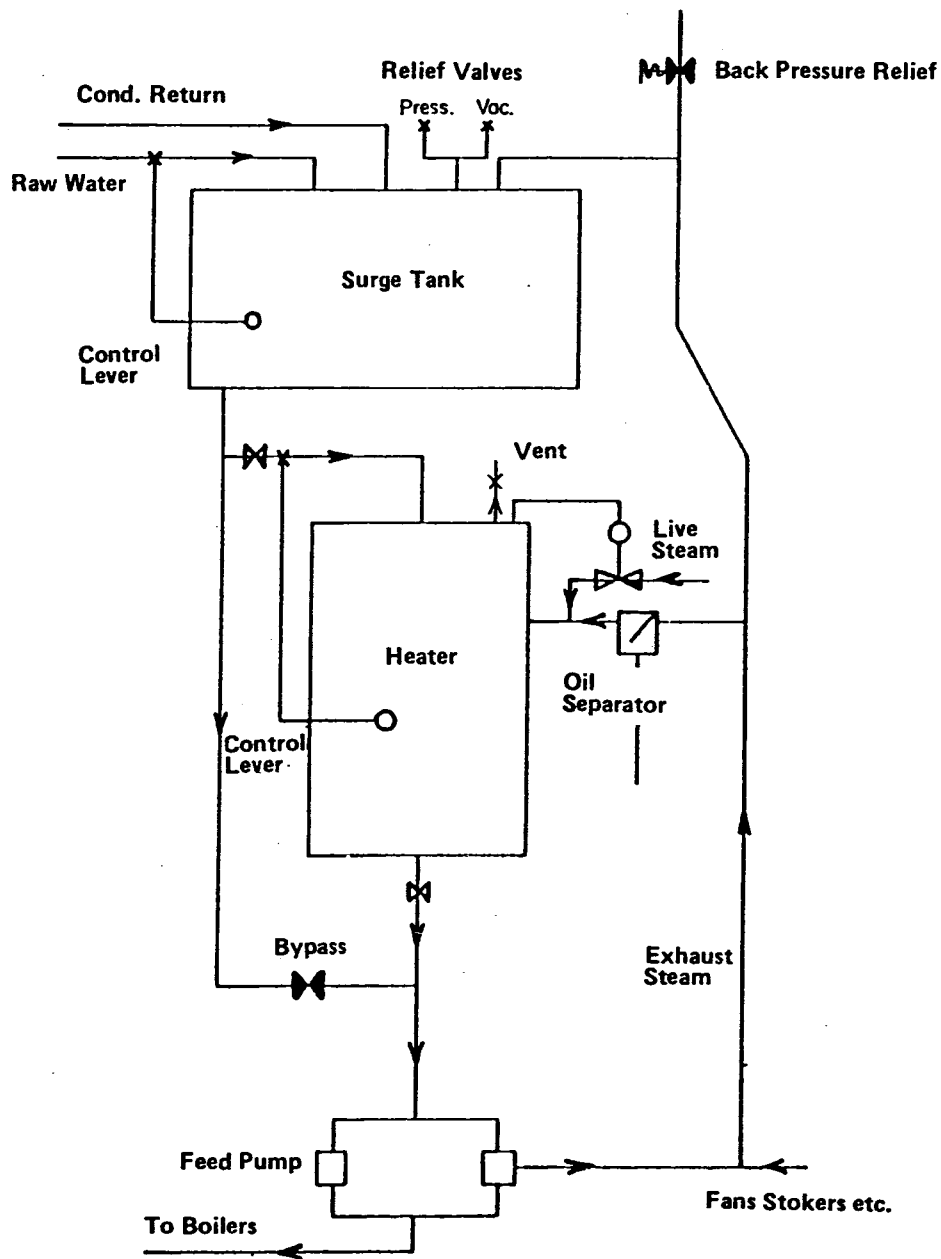 Relief Valves
Back Pressure Relief
Cond. Return
Press. Vac.
Raw Water
Surge Tank
Control
Lever
Vent
Live
Steam
Heater
Oil
Separator
Control
Lever
Bypass
Exhaust
Steam
Feed Pump
Fans Stokers etc.
To Boilers